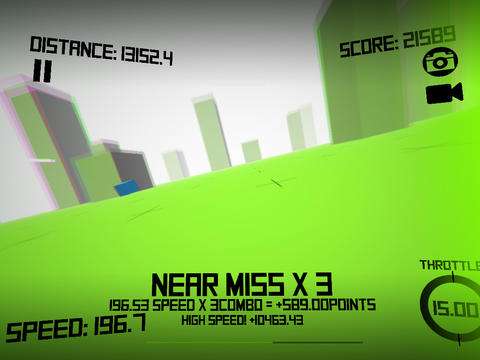 DISTANCE: 13152.4
SCORE: 21589
NEAR MISS X 3
196.53 SPEED X 3COMBO = +589.00POINTS
HIGH SPEED! +10463.43
SPEED: 196.7
THROTTLE
15.00